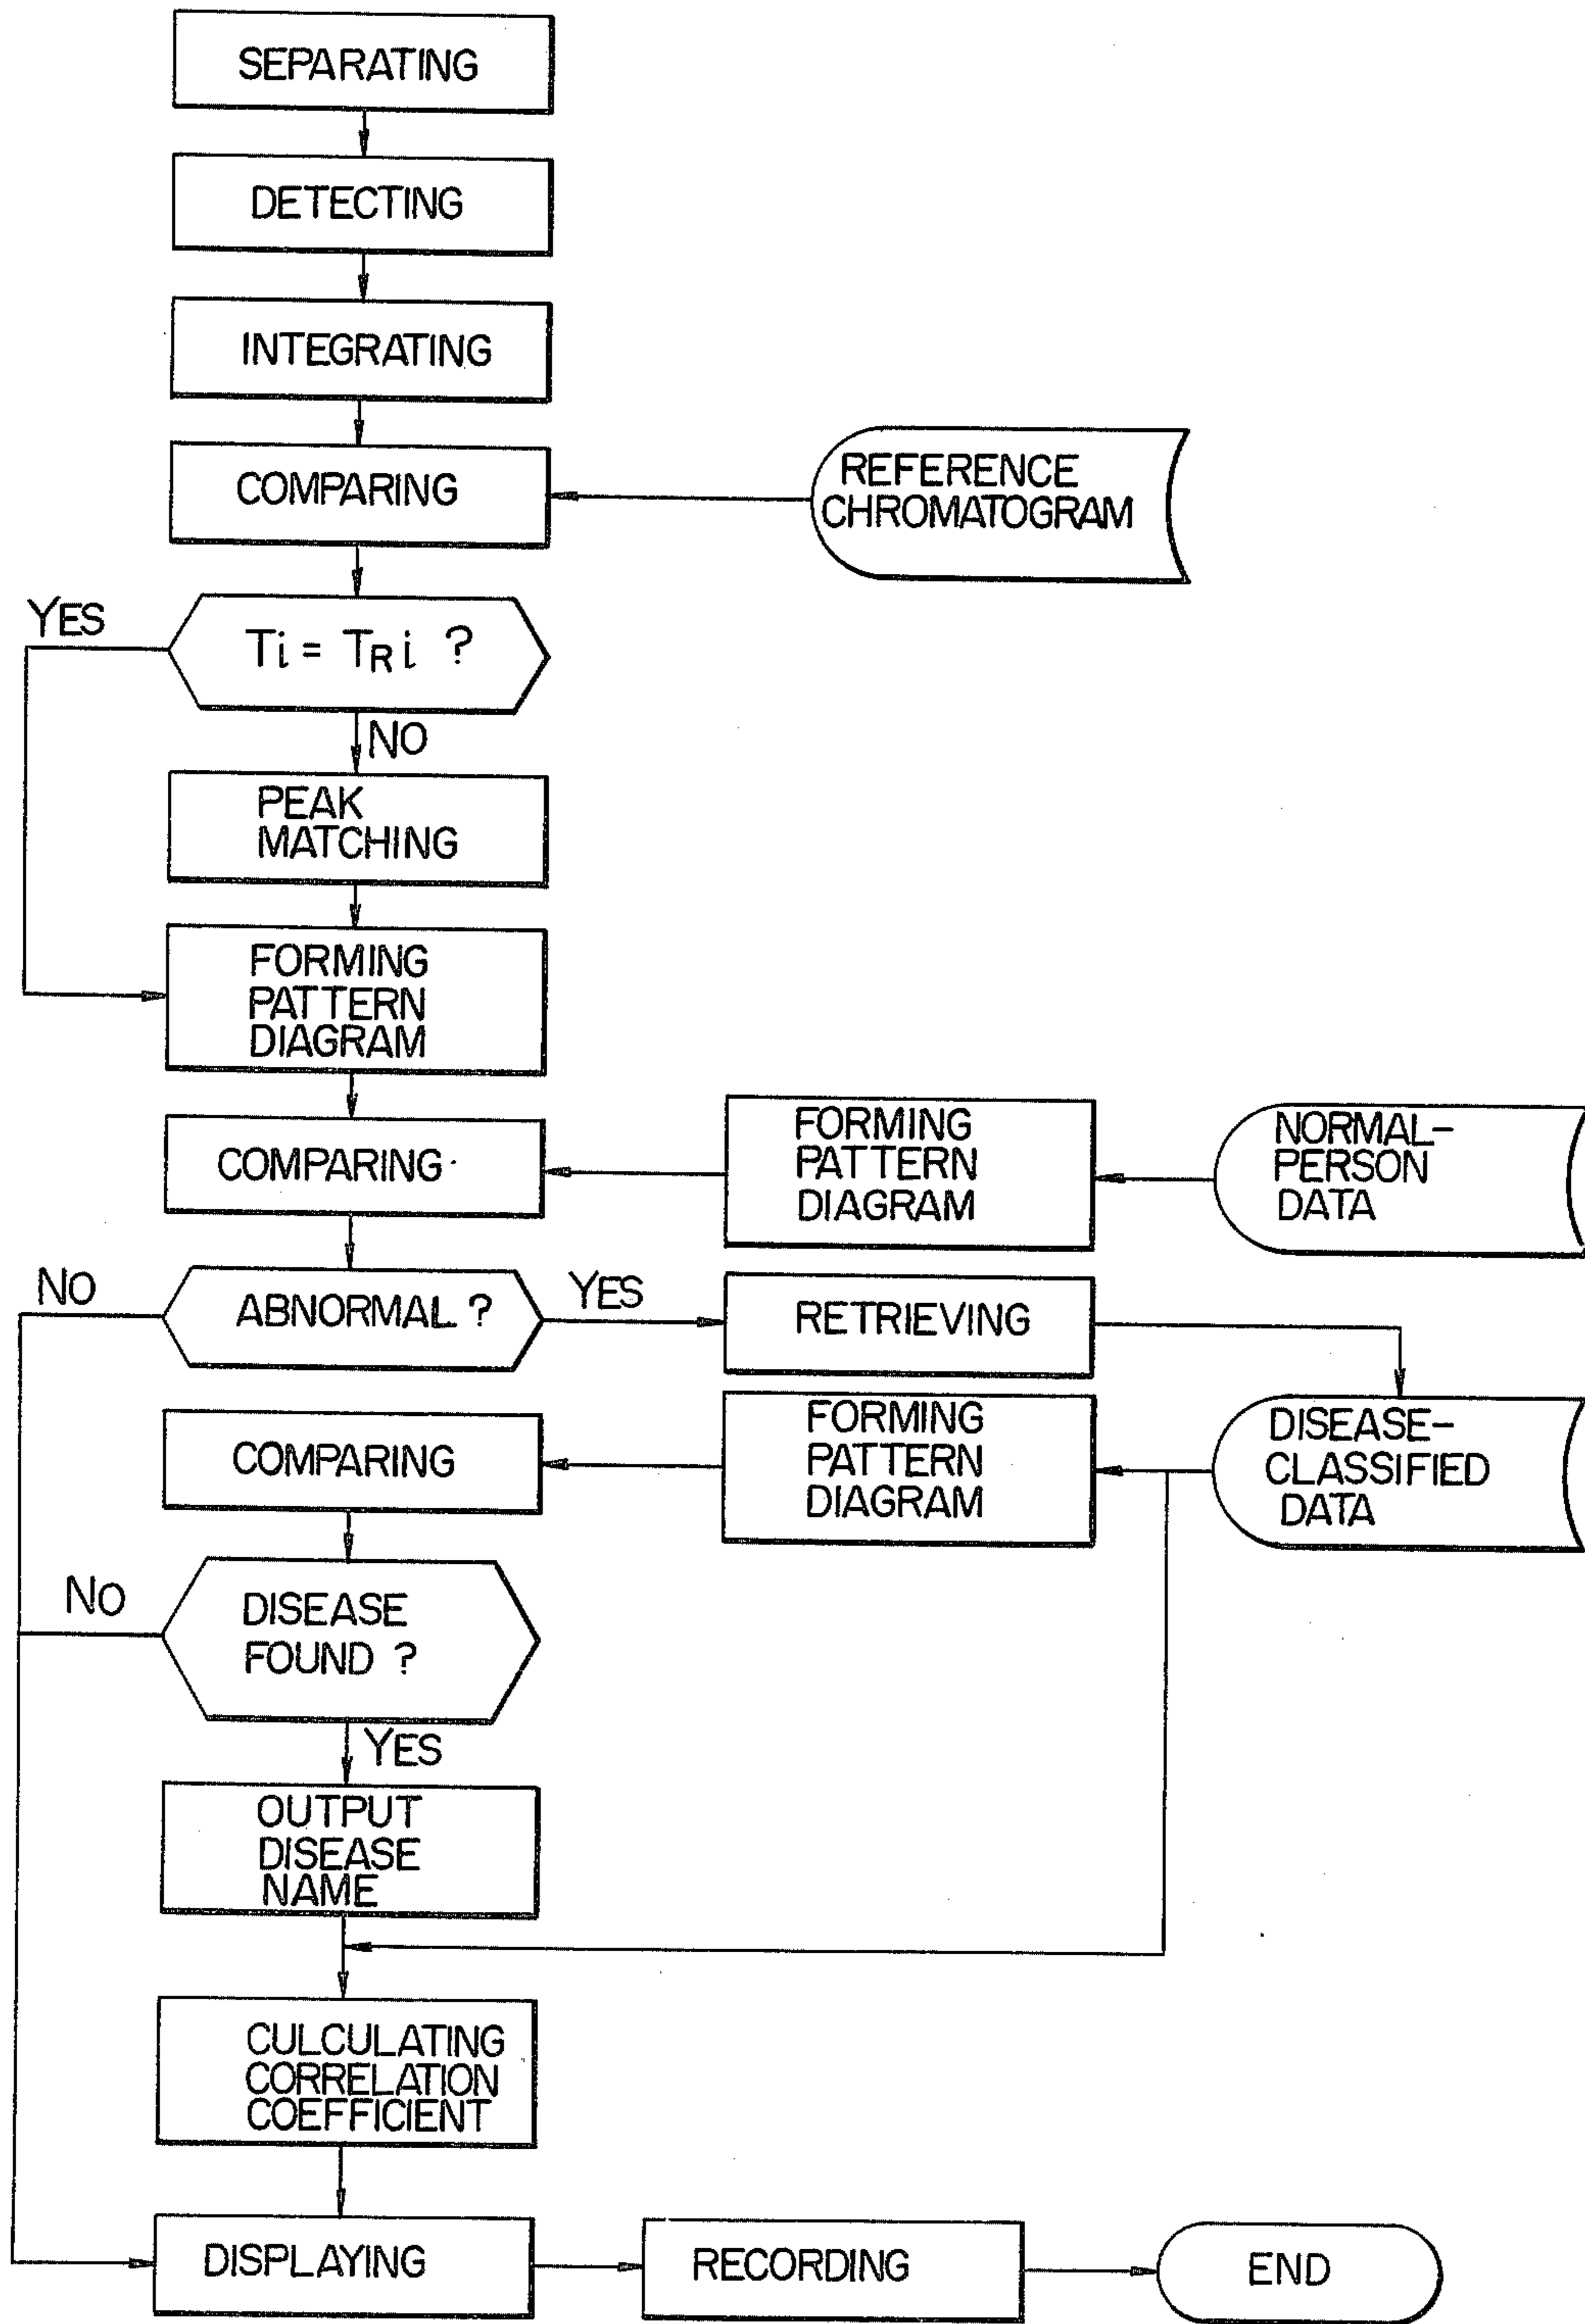 SEPARATING
DETECTING
INTEGRATING
COMPARING
REFERENCE
CHROMATOGRAM
YES
Ti = TRi ?
NO
PEAK
MATCHING
FORMING
PATTERN
DIAGRAM
COMPARING
FORMING
PATTERN
DIAGRAM
NORMAL-
PERSON
DATA
NO
ABNORMAL ?
YES
RETRIEVING
COMPARING
FORMING
PATTERN
DIAGRAM
DISEASE-
CLASSIFIED
DATA
NO
DISEASE
FOUND ?
YES
OUTPUT
DISEASE
NAME
CULCULATING
CORRELATION
COEFFICIENT
DISPLAYING
RECORDING
END